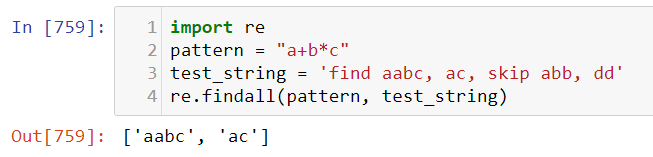 In [759]:
1 import re
2 pattern = "a+b*c"
3 test_string = 'find aabc, ac, skip abb, dd'
4 re.findall(pattern, test_string)
Out[759]: ['aabc', 'ac']